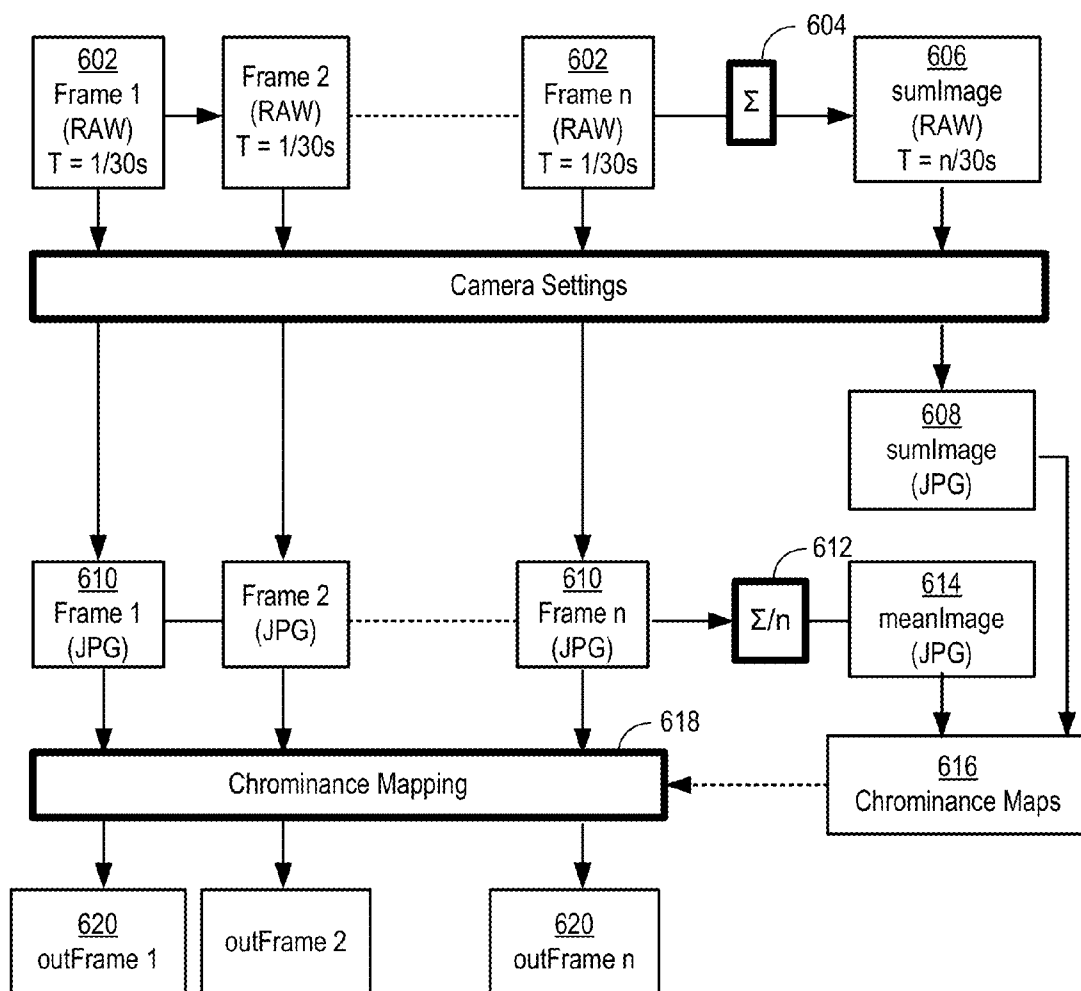 604
602
Frame 1
(RAW)
T = 1/30s
Frame 2
(RAW)
T = 1/30s
602
Frame n
(RAW)
T = 1/30s
Σ
606
sumImage
(RAW)
T = n/30s
Camera Settings
608
sumImage
(JPG)
612
610
Frame 1
(JPG)
Frame 2
(JPG)
610
Frame n
(JPG)
Σ/n
614
meanImage
(JPG)
618
Chrominance Mapping
616
Chrominance Maps
620
outFrame 1
outFrame 2
620
outFrame n